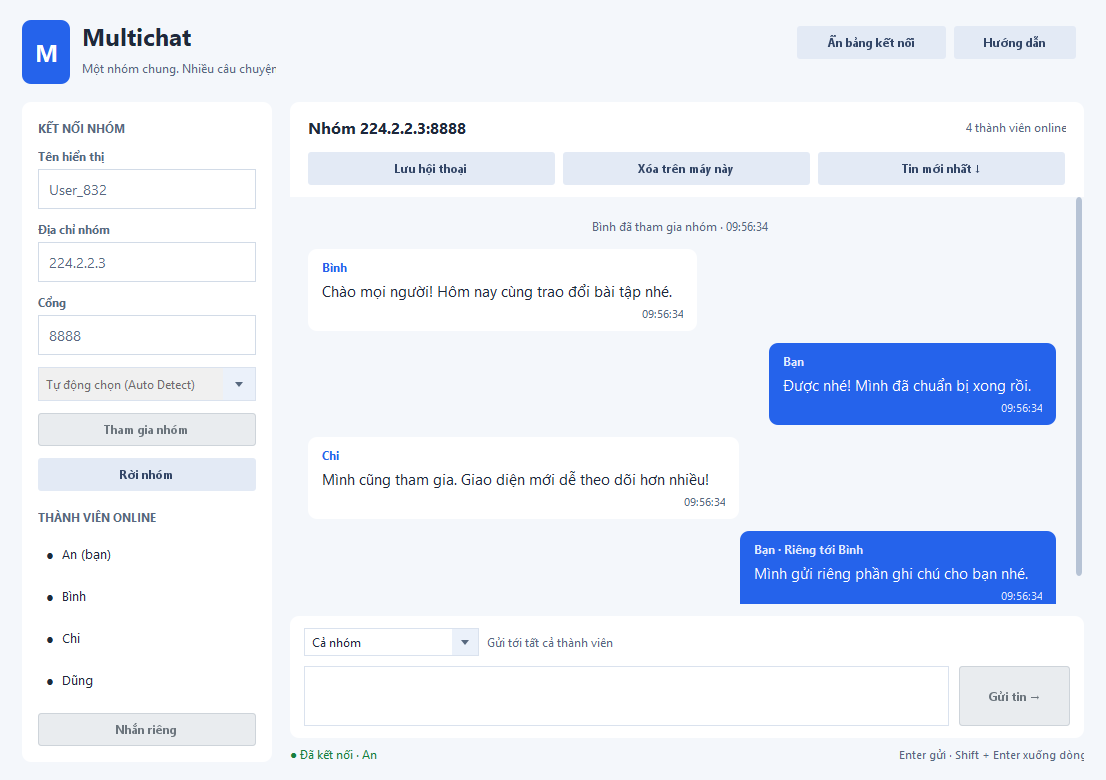 M
Multichat
Một nhóm chung. Nhiều câu chuyện
Ẩn bảng kết nối
Hướng dẫn
KẾT NỐI NHÓM
Tên hiển thị
User_832
Địa chỉ nhóm
224.2.2.3
Cổng
8888
Tự động chọn (Auto Detect)
Tham gia nhóm
Rời nhóm
THÀNH VIÊN ONLINE
● An (bạn)
● Bình
● Chi
● Dũng
Nhắn riêng
Nhóm 224.2.2.3:8888
4 thành viên online
Lưu hội thoại
Xóa trên máy này
Tin mới nhất ↓
Bình đã tham gia nhóm · 09:56:34
Bình
Chào mọi người! Hôm nay cùng trao đổi bài tập nhé.
09:56:34
Bạn
Được nhé! Mình đã chuẩn bị xong rồi.
09:56:34
Chi
Mình cũng tham gia. Giao diện mới dễ theo dõi hơn nhiều!
09:56:34
Bạn · Riêng tới Bình
Mình gửi riêng phần ghi chú cho bạn nhé.
09:56:34
Cả nhóm
Gửi tới tất cả thành viên
Gửi tin →
● Đã kết nối · An
Enter gửi · Shift + Enter xuống dòng